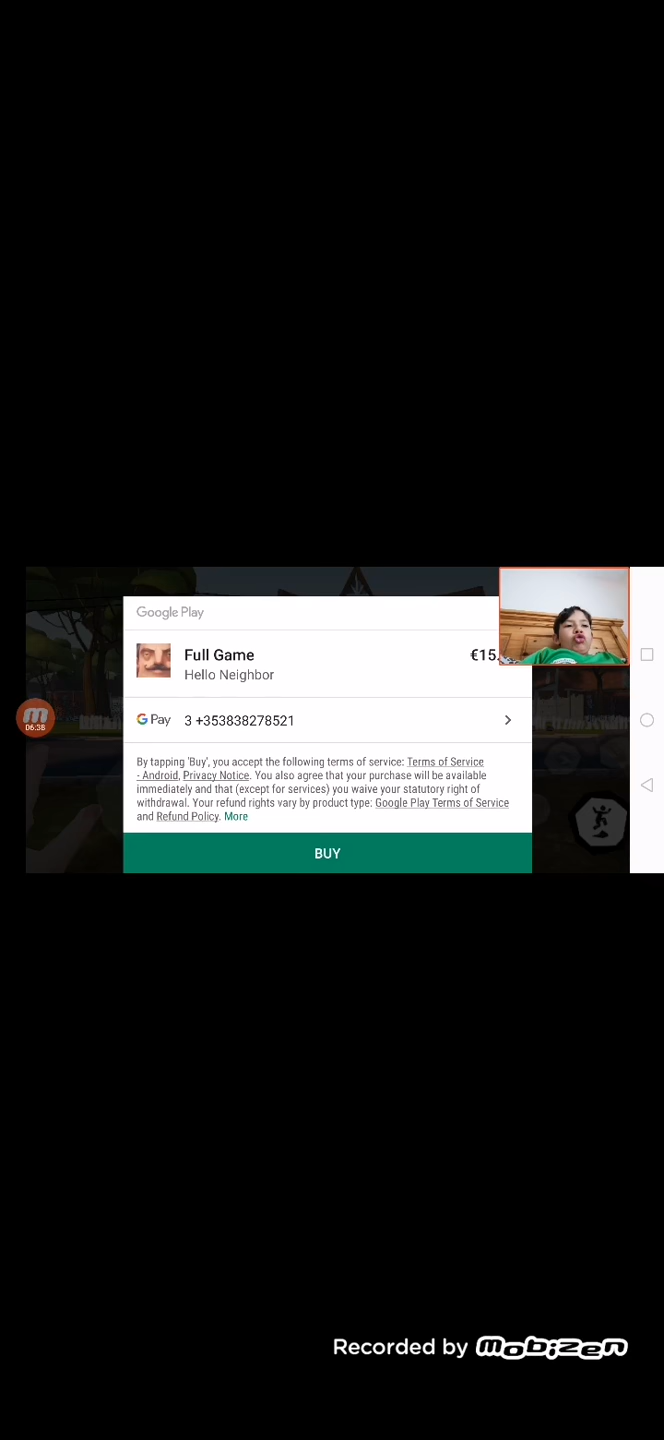 Google Play
Full Game
€15.
Hello Neighbor
G Pay 3 +353838278521
By tapping 'Buy', you accept the following terms of service: Terms of Service
- Android, Privacy Notice. You also agree that your purchase will be available
immediately and that (except for services) you waive your statutory right of
withdrawal. Your refund rights vary by product type: Google Play Terms of Service
and Refund Policy. More
BUY
06:38
Recorded by mobizen